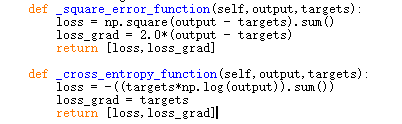 def _square_error_function(self,output,targets):
    loss = np.square(output - targets).sum()
    loss_grad = 2.0*(output - targets)
    return [loss,loss_grad]

def _cross_entropy_function(self,output,targets):
    loss = -((targets*np.log(output)).sum())
    loss_grad = targets
    return [loss,loss_grad]